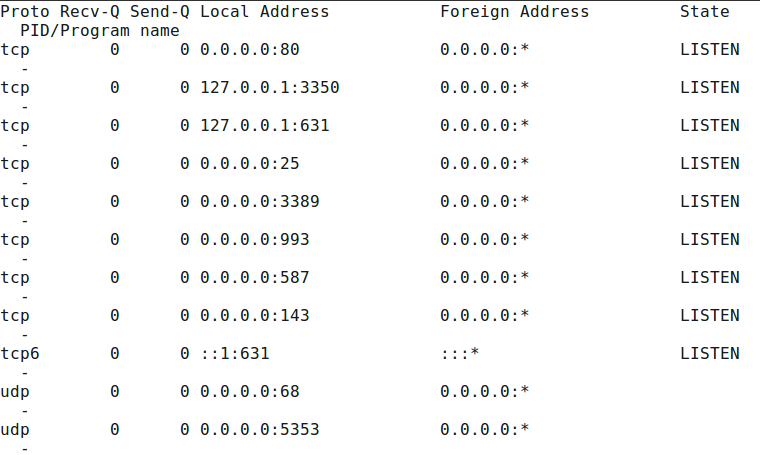 Proto Recv-Q Send-Q Local Address           Foreign Address         State
  PID/Program name
tcp        0      0 0.0.0.0:80              0.0.0.0:*               LISTEN
  -
tcp        0      0 127.0.0.1:3350          0.0.0.0:*               LISTEN
  -
tcp        0      0 127.0.0.1:631           0.0.0.0:*               LISTEN
  -
tcp        0      0 0.0.0.0:25              0.0.0.0:*               LISTEN
  -
tcp        0      0 0.0.0.0:3389            0.0.0.0:*               LISTEN
  -
tcp        0      0 0.0.0.0:993             0.0.0.0:*               LISTEN
  -
tcp        0      0 0.0.0.0:587             0.0.0.0:*               LISTEN
  -
tcp        0      0 0.0.0.0:143             0.0.0.0:*               LISTEN
  -
tcp6       0      0 ::1:631                 :::*                    LISTEN
  -
udp        0      0 0.0.0.0:68              0.0.0.0:*
  -
udp        0      0 0.0.0.0:5353            0.0.0.0:*
  -